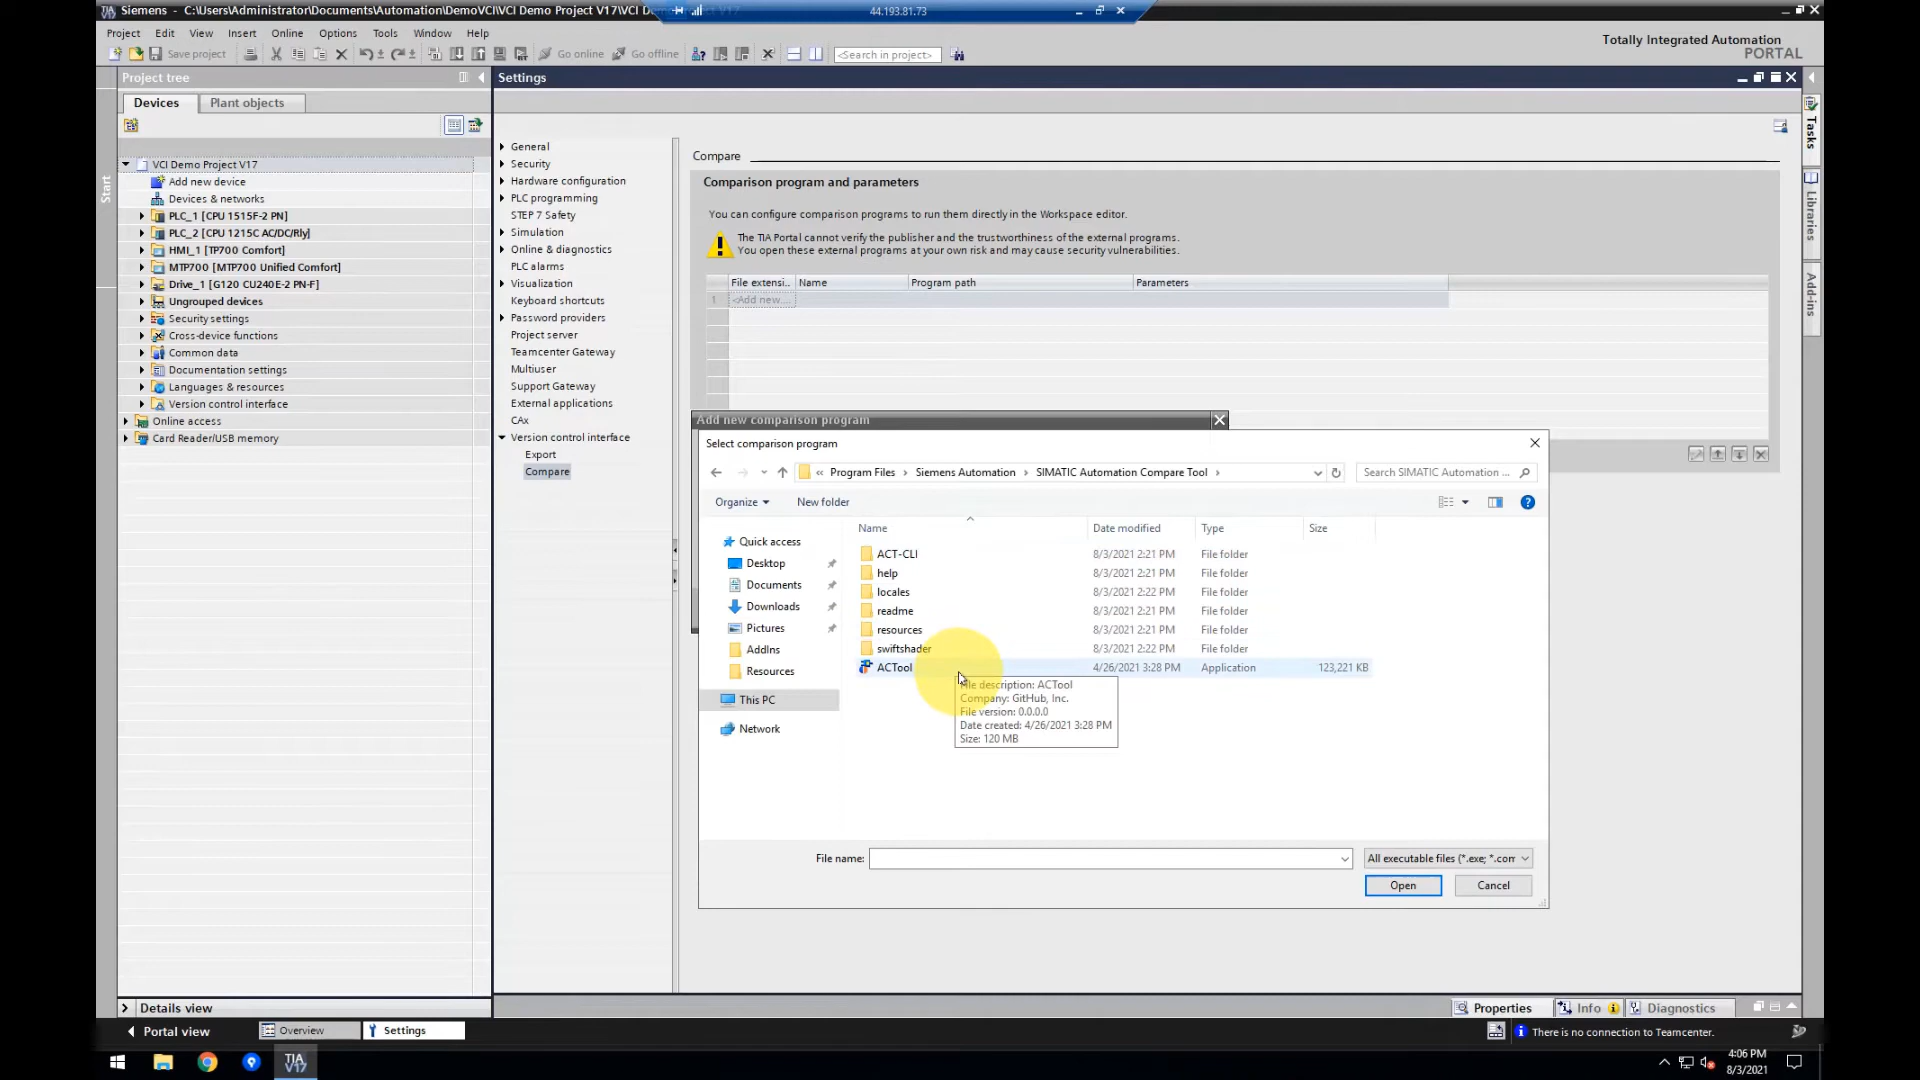 Siemens - C:\Users\Administrator\Documents\Automation\DemoVCI\VCI Demo Project V17\VCI De
44.193.81.73
Project Edit View Insert Online Options Tools Window Help
Totally Integrated Automation
PORTAL
Save project
Go online
Go offline
<Search in project>
Project tree
Settings
Devices
Plant objects
Start
VCI Demo Project V17
Add new device
Devices & networks
PLC_1 [CPU 1515F-2 PN]
PLC_2 [CPU 1215C AC/DC/Rly]
HMI_1 [TP700 Comfort]
MTP700 [MTP700 Unified Comfort]
Drive_1 [G120 CU240E-2 PN-F]
Ungrouped devices
Security settings
Cross-device functions
Common data
Documentation settings
Languages & resources
Version control interface
Online access
Card Reader/USB memory
General
Security
Hardware configuration
PLC programming
STEP 7 Safety
Simulation
Online & diagnostics
PLC alarms
Visualization
Keyboard shortcuts
Password providers
Project server
Teamcenter Gateway
Multiuser
Support Gateway
External applications
CAx
Version control interface
Export
Compare
Compare
Comparison program and parameters
You can configure comparison programs to run them directly in the Workspace editor.
The TIA Portal cannot verify the publisher and the trustworthiness of the external programs.
You open these external programs at your own risk and may cause security vulnerabilities.
File extensi.. Name Program path Parameters
1 <Add new....
Add new comparison program
Select comparison program
« Program Files › Siemens Automation › SIMATIC Automation Compare Tool ›
Search SIMATIC Automation ...
Organize
New folder
Name Date modified Type Size
Quick access
Desktop
Documents
Downloads
Pictures
AddIns
Resources
This PC
Network
ACT-CLI 8/3/2021 2:21 PM File folder
help 8/3/2021 2:21 PM File folder
locales 8/3/2021 2:22 PM File folder
readme 8/3/2021 2:21 PM File folder
resources 8/3/2021 2:21 PM File folder
swiftshader 8/3/2021 2:22 PM File folder
ACTool 4/26/2021 3:28 PM Application 123,221 KB
File description: ACTool
Company: GitHub, Inc.
File version: 0.0.0.0
Date created: 4/26/2021 3:28 PM
Size: 120 MB
File name:
All executable files (*.exe; *.com
Open
Cancel
Tasks
Libraries
Add-ins
Details view
Properties
Info
Diagnostics
Portal view
Overview
Settings
There is no connection to Teamcenter.
TIA
V17
4:06 PM
8/3/2021